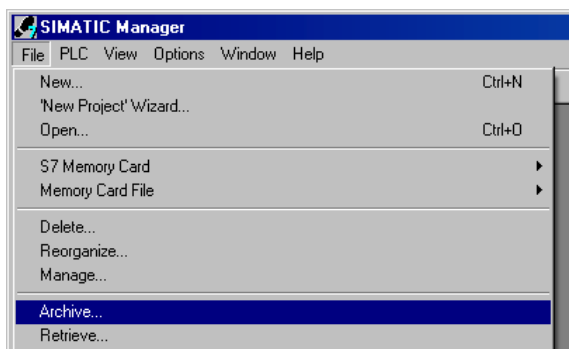 SIMATIC Manager
File PLC View Options Window Help
New... Ctrl+N
'New Project' Wizard...
Open... Ctrl+O
S7 Memory Card
Memory Card File
Delete...
Reorganize...
Manage...
Archive...
Retrieve...